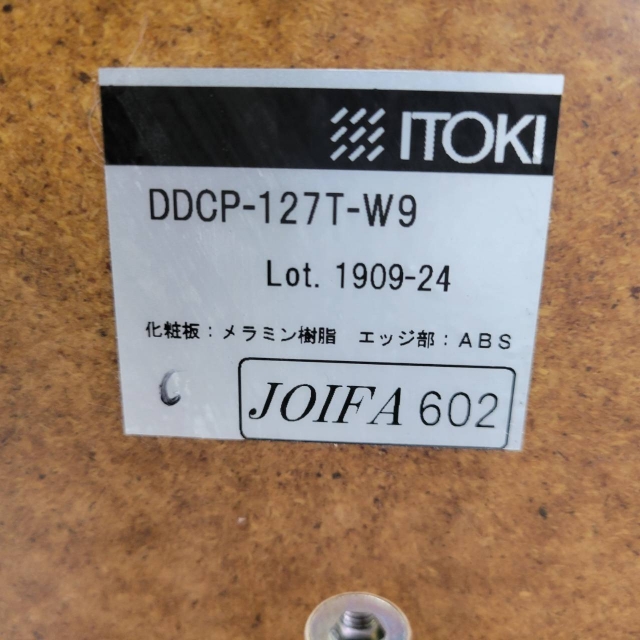 ITOKI
DDCP-127T-W9
Lot. 1909-24
化粧板：メラミン樹脂　エッジ部：ABS
JOIFA 602